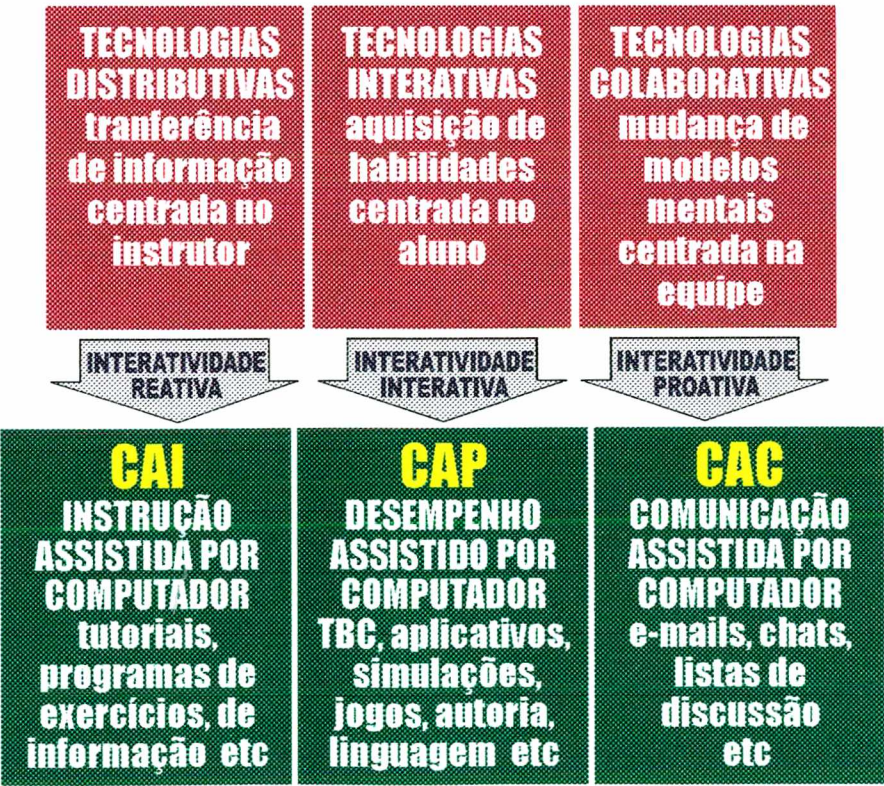 TECNOLOGIAS
DISTRIBUTIVAS
tranferência
de informação
centrada no
instrutor
TECNOLOGIAS
INTERATIVAS
aquisição de
habilidades
centrada no
aluno
TECNOLOGIAS
COLABORATIVAS
mudança de
modelos
mentais
centrada na
equipe
INTERATIVIDADE
REATIVA
INTERATIVIDADE
INTERATIVA
INTERATIVIDADE
PROATIVA
CAI
INSTRUÇÃO
ASSISTIDA POR
COMPUTADOR
tutoriais,
programas de
exercícios, de
informação etc
CAP
DESEMPENHO
ASSISTIDO POR
COMPUTADOR
TBC, aplicativos,
simulações,
jogos, autoria,
linguagem etc
CAC
COMUNICAÇÃO
ASSISTIDA POR
COMPUTADOR
e-mails, chats,
listas de
discussão
etc